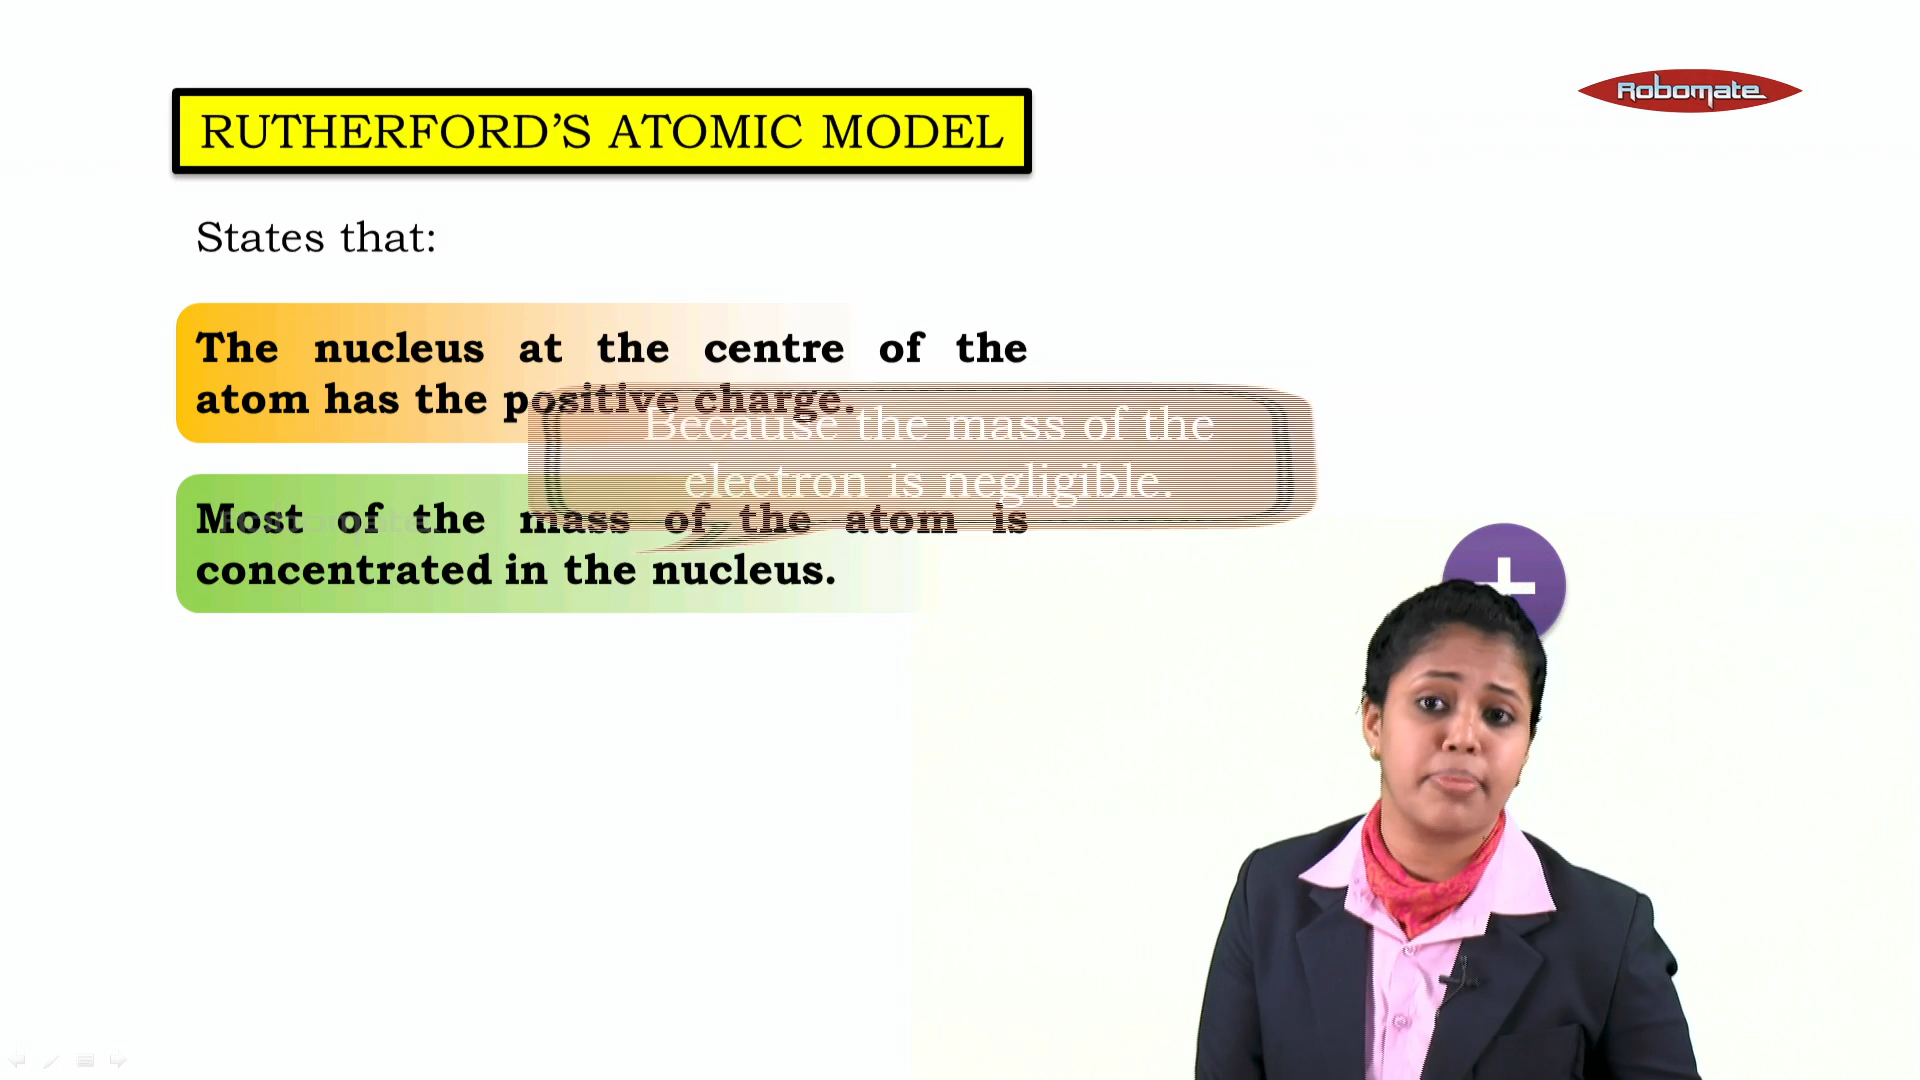 Robomate
RUTHERFORD’S ATOMIC MODEL
States that:
The nucleus at the centre of the
atom has the positive charge.
Because the mass of the
electron is negligible.
Most of the mass of the atom is
concentrated in the nucleus.
+